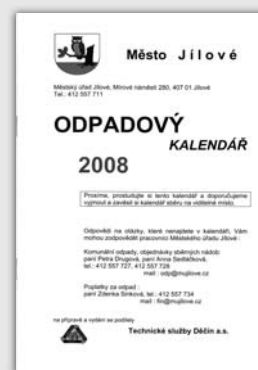 Město Jílové
Městský úřad Jílové, Mírové náměstí 280, 407 01 Jílové
Tel.: 412 557 711
ODPADOVÝ
KALENDÁŘ
2008
Prosíme, prostudujte si tento kalendář a doporučujeme
vyjmout a zavěsit si kalendář sběru na viditelné místo.
Odpovědi na otázky, které nenajdete v kalendáři, Vám
mohou zodpovědět pracovníci Městského úřadu Jílové:
Komunální odpady, objednávky sběrných nádob:
paní Petra Drugová, paní Anna Sedláčková,
tel.: 412 557 727, 412 557 728
mail : odp@mujilove.cz
Poplatky za odpad :
paní Zdenka Sinková, tel.: 412 557 734
mail : fin@mujilove.cz
na přípravě a vydání se podílely
Technické služby Děčín a.s.